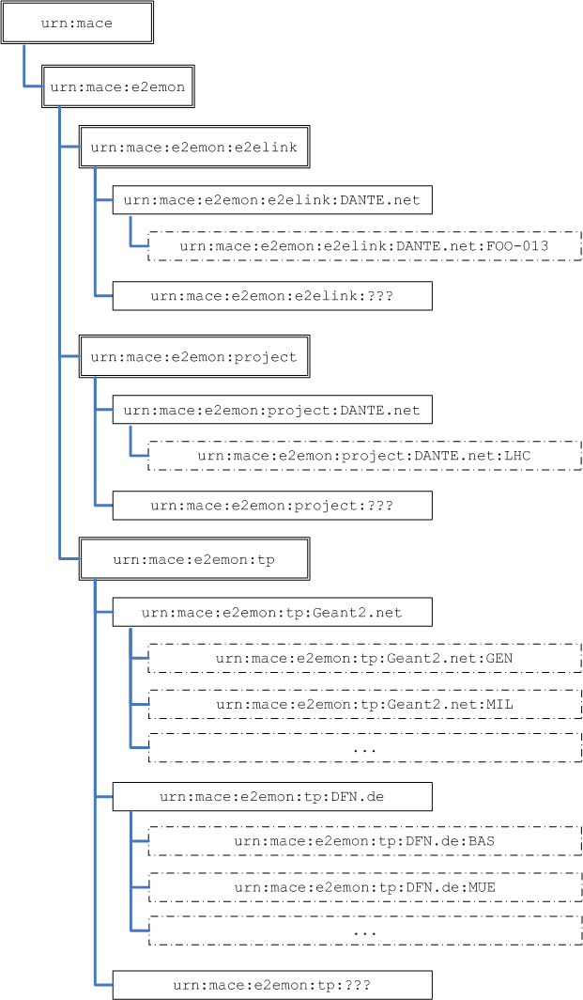 urn:mace
urn:mace:e2emon
urn:mace:e2emon:e2elink
urn:mace:e2emon:e2elink:DANTE.net
urn:mace:e2emon:e2elink:DANTE.net:FOO-013
urn:mace:e2emon:e2elink:???
urn:mace:e2emon:project
urn:mace:e2emon:project:DANTE.net
urn:mace:e2emon:project:DANTE.net:LHC
urn:mace:e2emon:project:???
urn:mace:e2emon:tp
urn:mace:e2emon:tp:Geant2.net
urn:mace:e2emon:tp:Geant2.net:GEN
urn:mace:e2emon:tp:Geant2.net:MIL
...
urn:mace:e2emon:tp:DFN.de
urn:mace:e2emon:tp:DFN.de:BAS
urn:mace:e2emon:tp:DFN.de:MUE
...
urn:mace:e2emon:tp:???